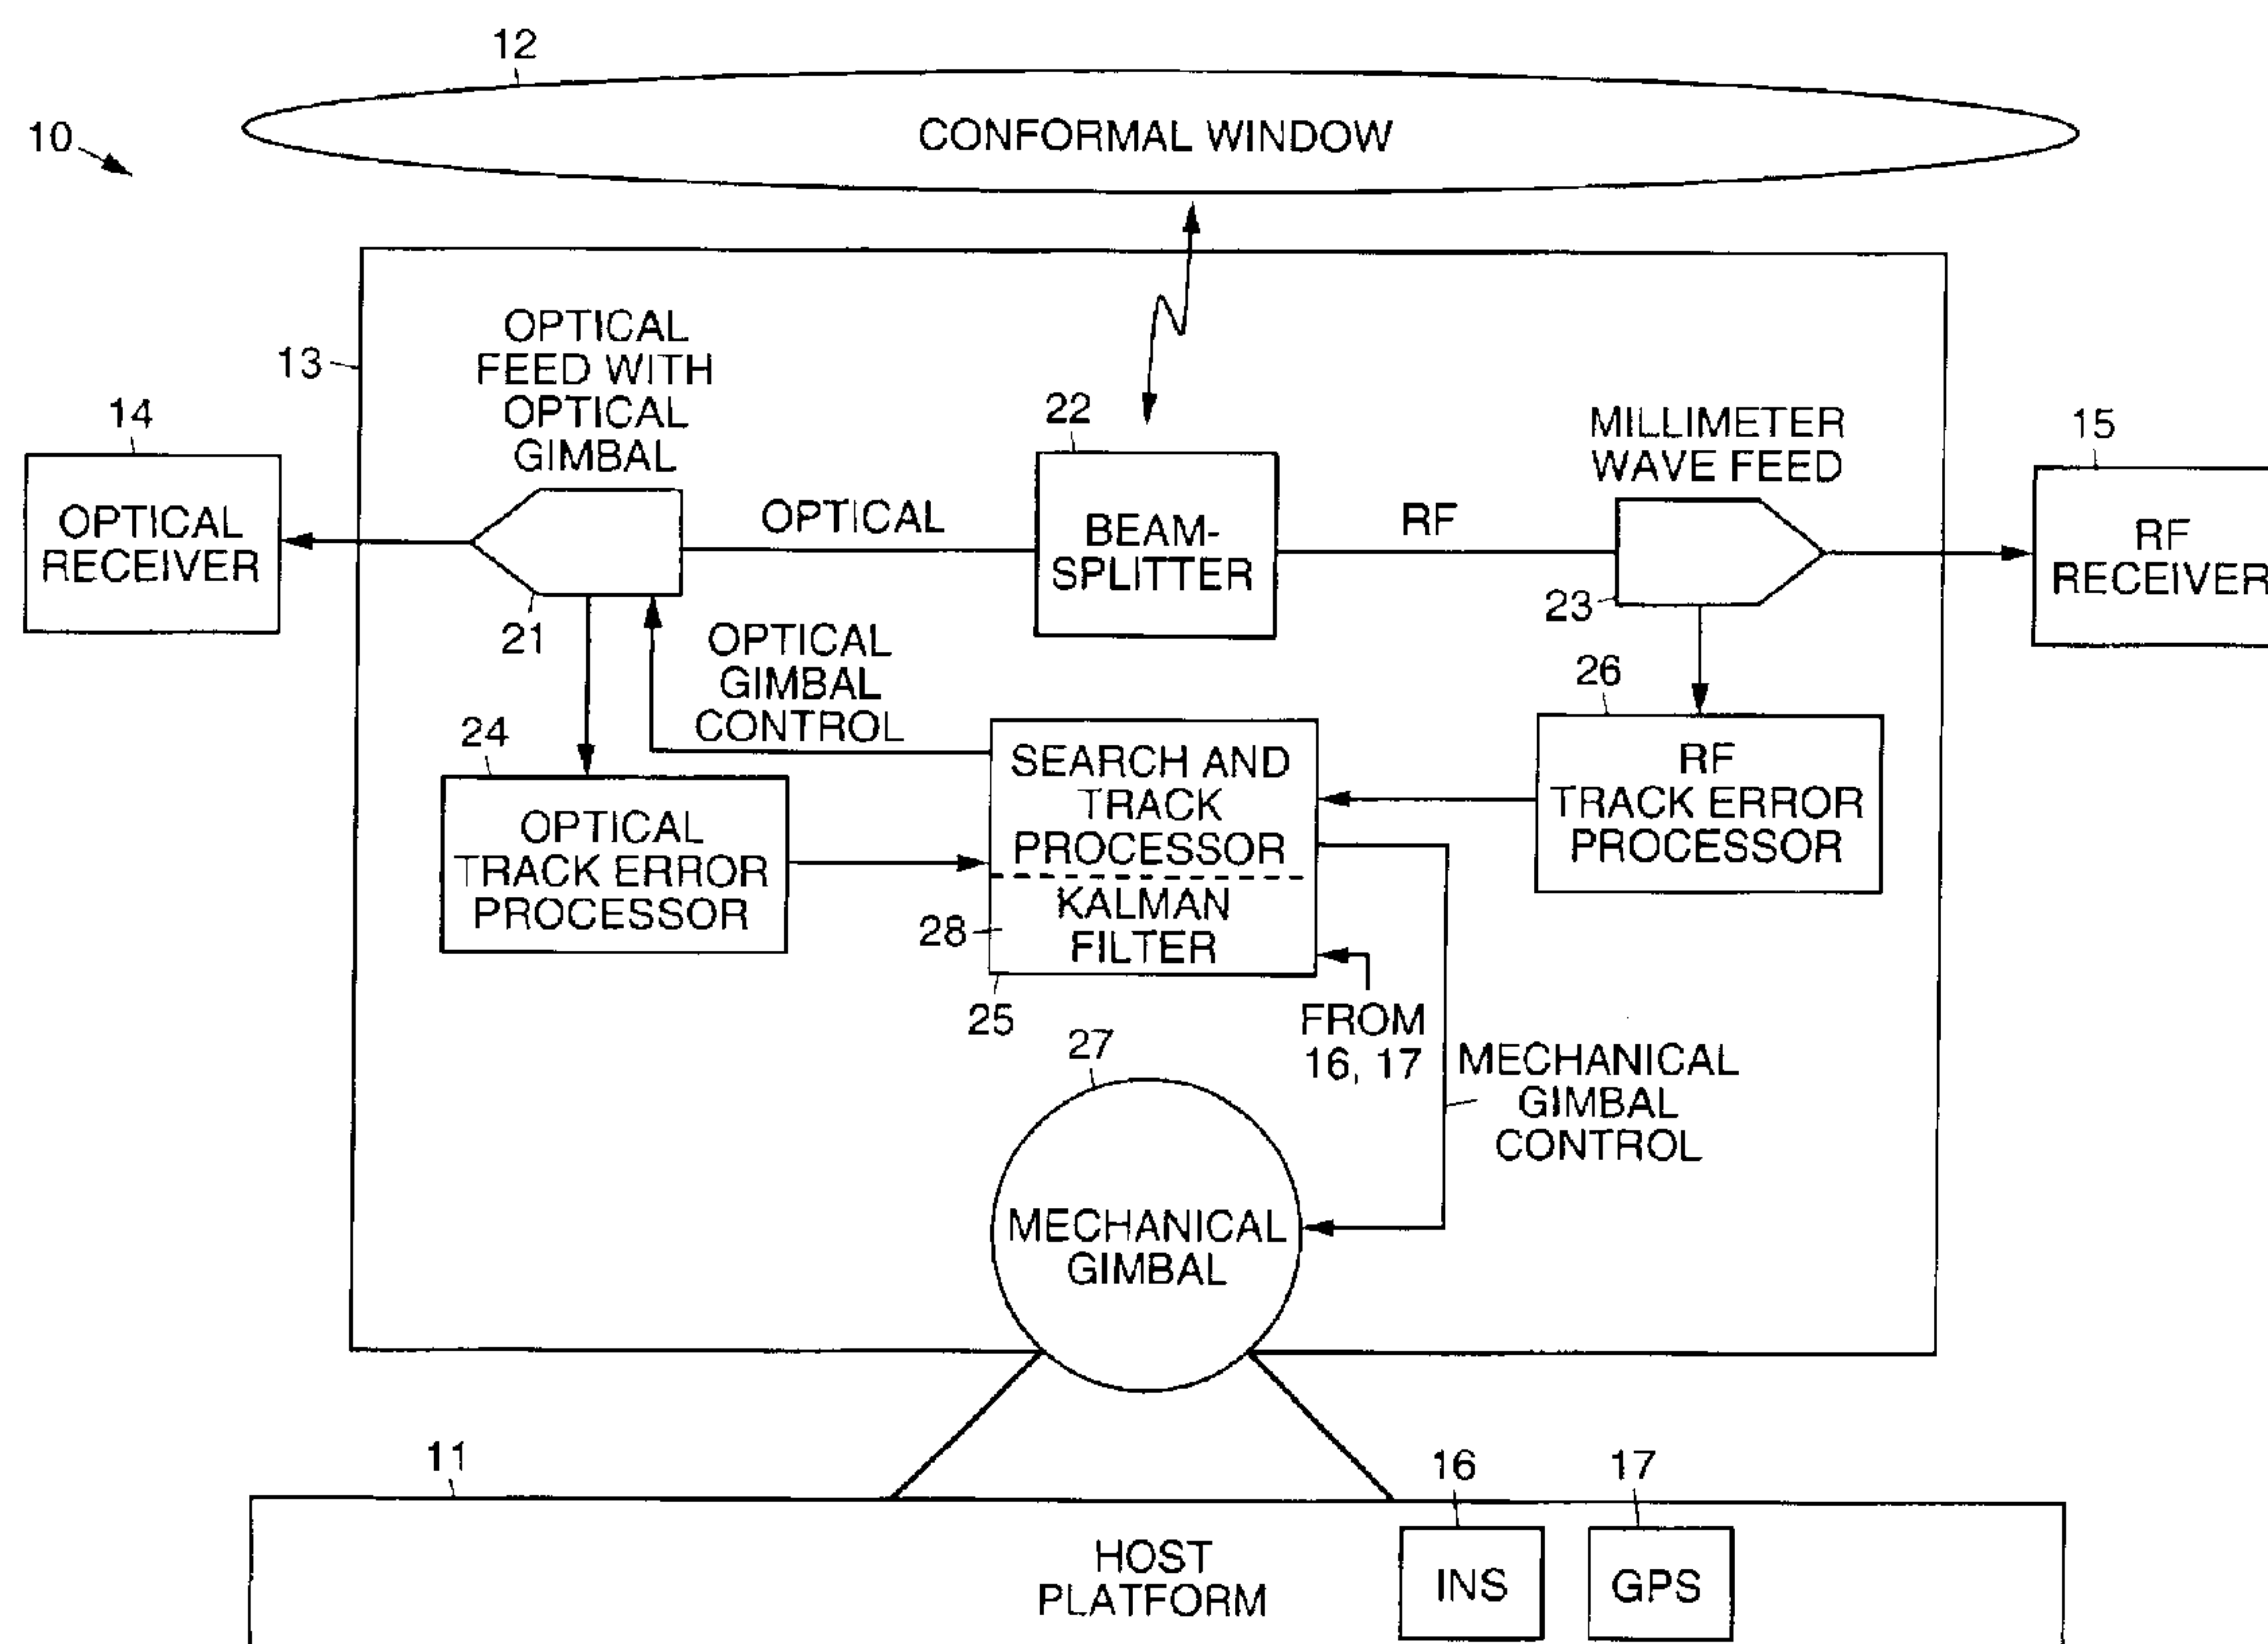 12
10
CONFORMAL WINDOW
OPTICAL
FEED WITH
OPTICAL
GIMBAL
13
14
OPTICAL
RECEIVER
21
OPTICAL
22
BEAM-
SPLITTER
RF
MILLIMETER
WAVE FEED
23
15
RF
RECEIVER
OPTICAL
GIMBAL
CONTROL
24
OPTICAL
TRACK ERROR
PROCESSOR
SEARCH AND
TRACK
PROCESSOR
KALMAN
FILTER
28
25
26
RF
TRACK ERROR
PROCESSOR
FROM
16, 17
MECHANICAL
GIMBAL
CONTROL
27
MECHANICAL
GIMBAL
11
HOST
PLATFORM
16
INS
17
GPS